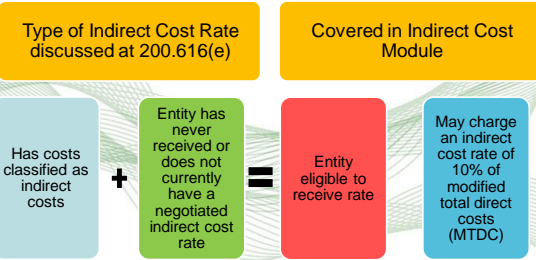 Type of Indirect Cost Rate
discussed at 200.616(e)
Covered in Indirect Cost
Module
Has costs
classified as
indirect
costs
+
Entity has
never
received or
does not
currently
have a
negotiated
indirect cost
rate
=
Entity
eligible to
receive rate
May charge
an indirect
cost rate of
10% of
modified
total direct
costs
(MTDC)